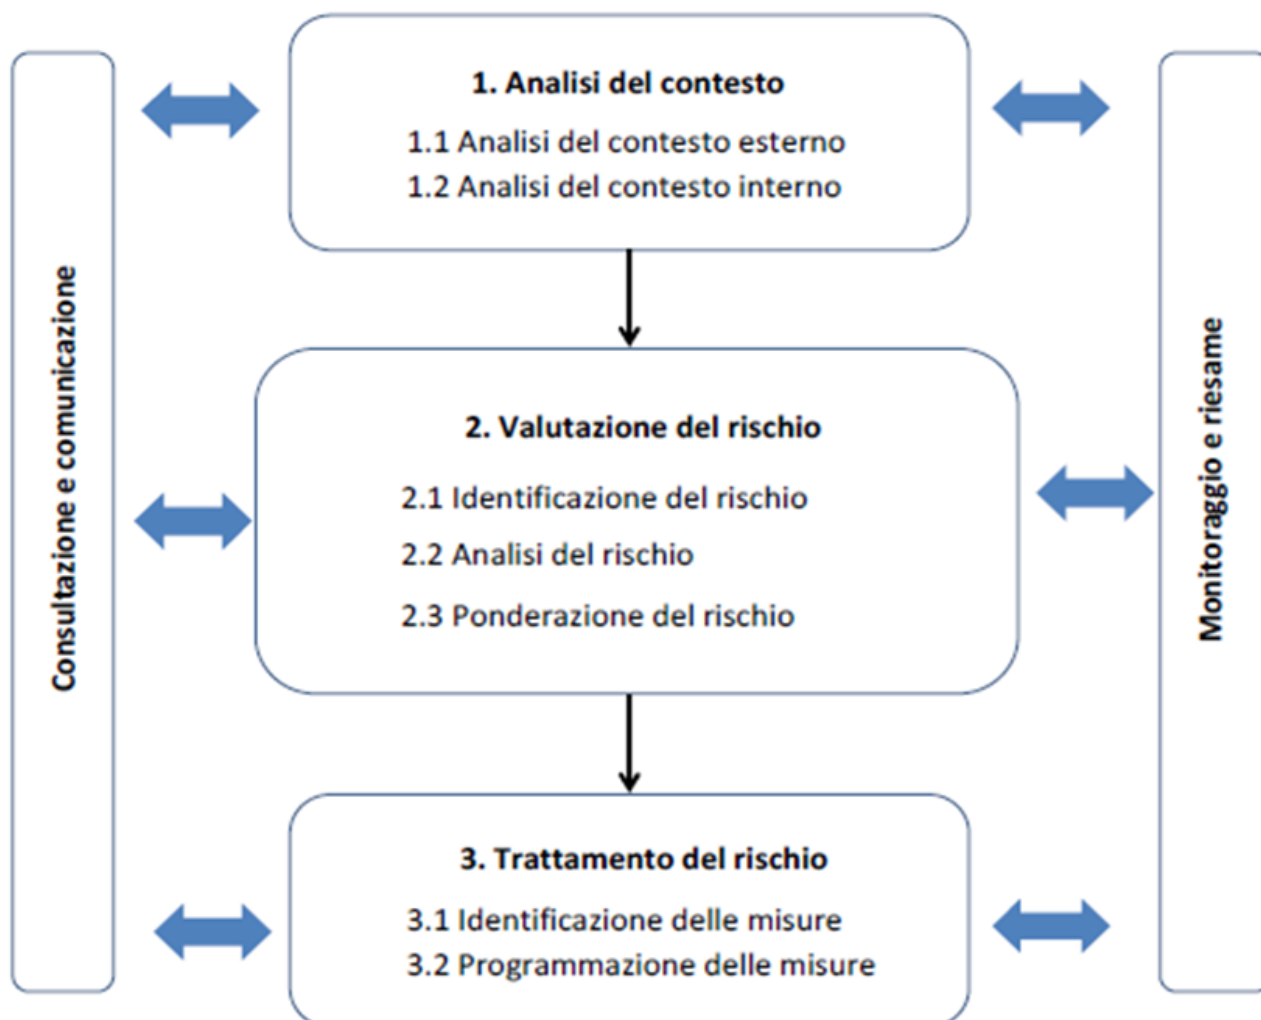 Consultazione e comunicazione
1. Analisi del contesto
1.1 Analisi del contesto esterno
1.2 Analisi del contesto interno
2. Valutazione del rischio
2.1 Identificazione del rischio
2.2 Analisi del rischio
2.3 Ponderazione del rischio
3. Trattamento del rischio
3.1 Identificazione delle misure
3.2 Programmazione delle misure
Monitoraggio e riesame